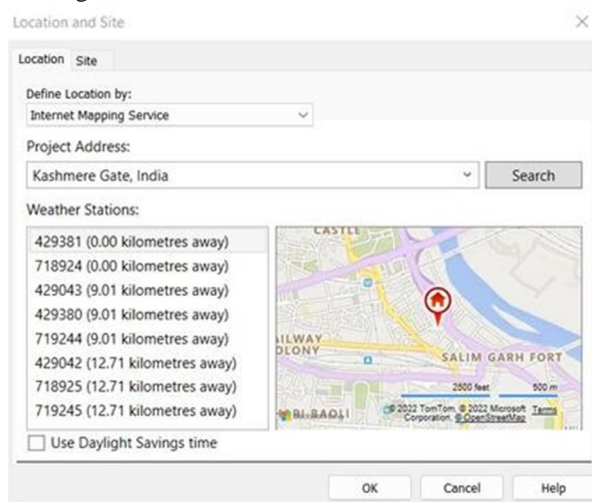 Location and Site
Location Site
Define Location by:
Internet Mapping Service
Project Address:
Kashmere Gate, India
Search
Weather Stations:
429381 (0.00 kilometres away)
718924 (0.00 kilometres away)
429043 (9.01 kilometres away)
429380 (9.01 kilometres away)
719244 (9.01 kilometres away)
429042 (12.71 kilometres away)
718925 (12.71 kilometres away)
719245 (12.71 kilometres away)
CASTLE
AILWAY
OLONY
SALIM GARH FORT
2500 feet 500 m
BI-BAOLI
© 2022 TomTom, © 2022 Microsoft Terms
Corporation, © OpenStreetMap
Use Daylight Savings time
OK Cancel Help